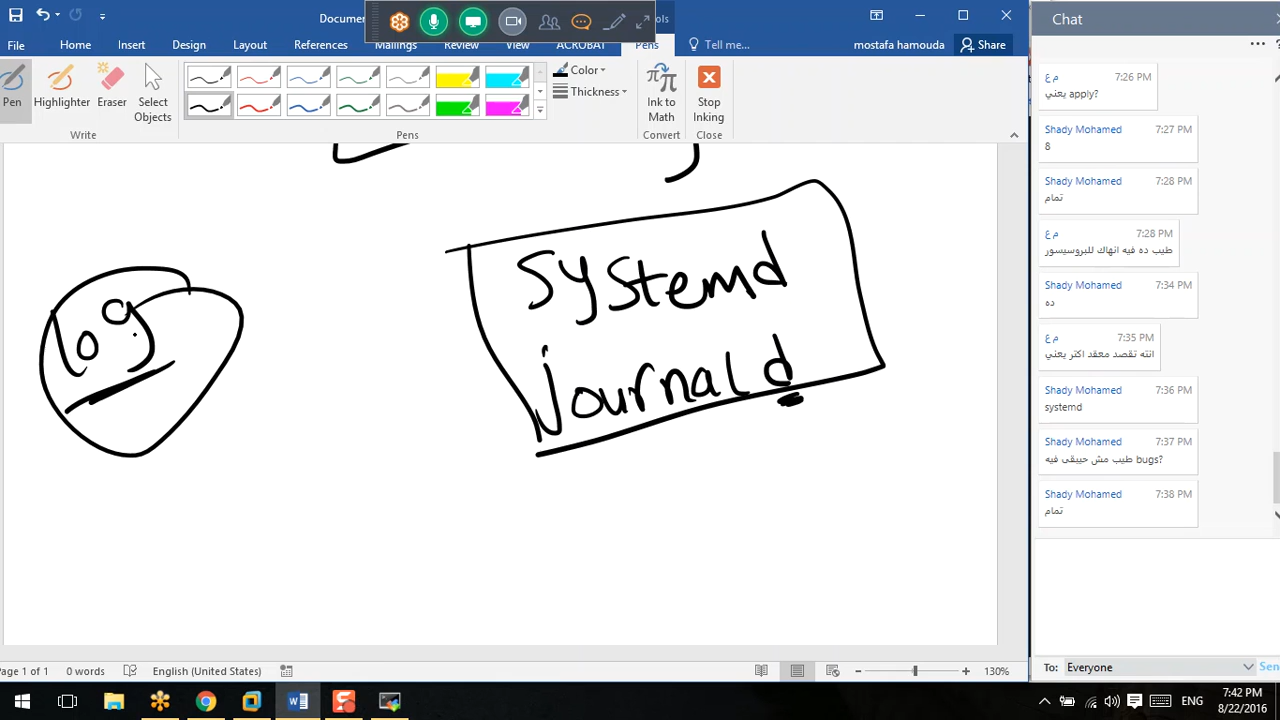 Documen
ols
mostafa hamouda
Share
File
Home
Insert
Design
Layout
References
Mailings
Review
View
ACROBAT
Pens
Tell me...
Pen
Highlighter
Eraser
Select Objects
Color
Thickness
Ink to Math
Stop Inking
Write
Pens
Convert
Close
log
systemd
journald
Page 1 of 1
0 words
English (United States)
130%
Chat
م ع 7:26 PM
يعني apply?
Shady Mohamed 7:27 PM
8
Shady Mohamed 7:28 PM
تمام
م ع 7:28 PM
طيب ده فيه انهاك للبروسيسور
Shady Mohamed 7:34 PM
ده
م ع 7:35 PM
انته تقصد معقد اكتر يعني
Shady Mohamed 7:36 PM
systemd
Shady Mohamed 7:37 PM
طيب مش حيبقى فيه bugs?
Shady Mohamed 7:38 PM
تمام
To: Everyone
Sen
ENG
7:42 PM
8/22/2016